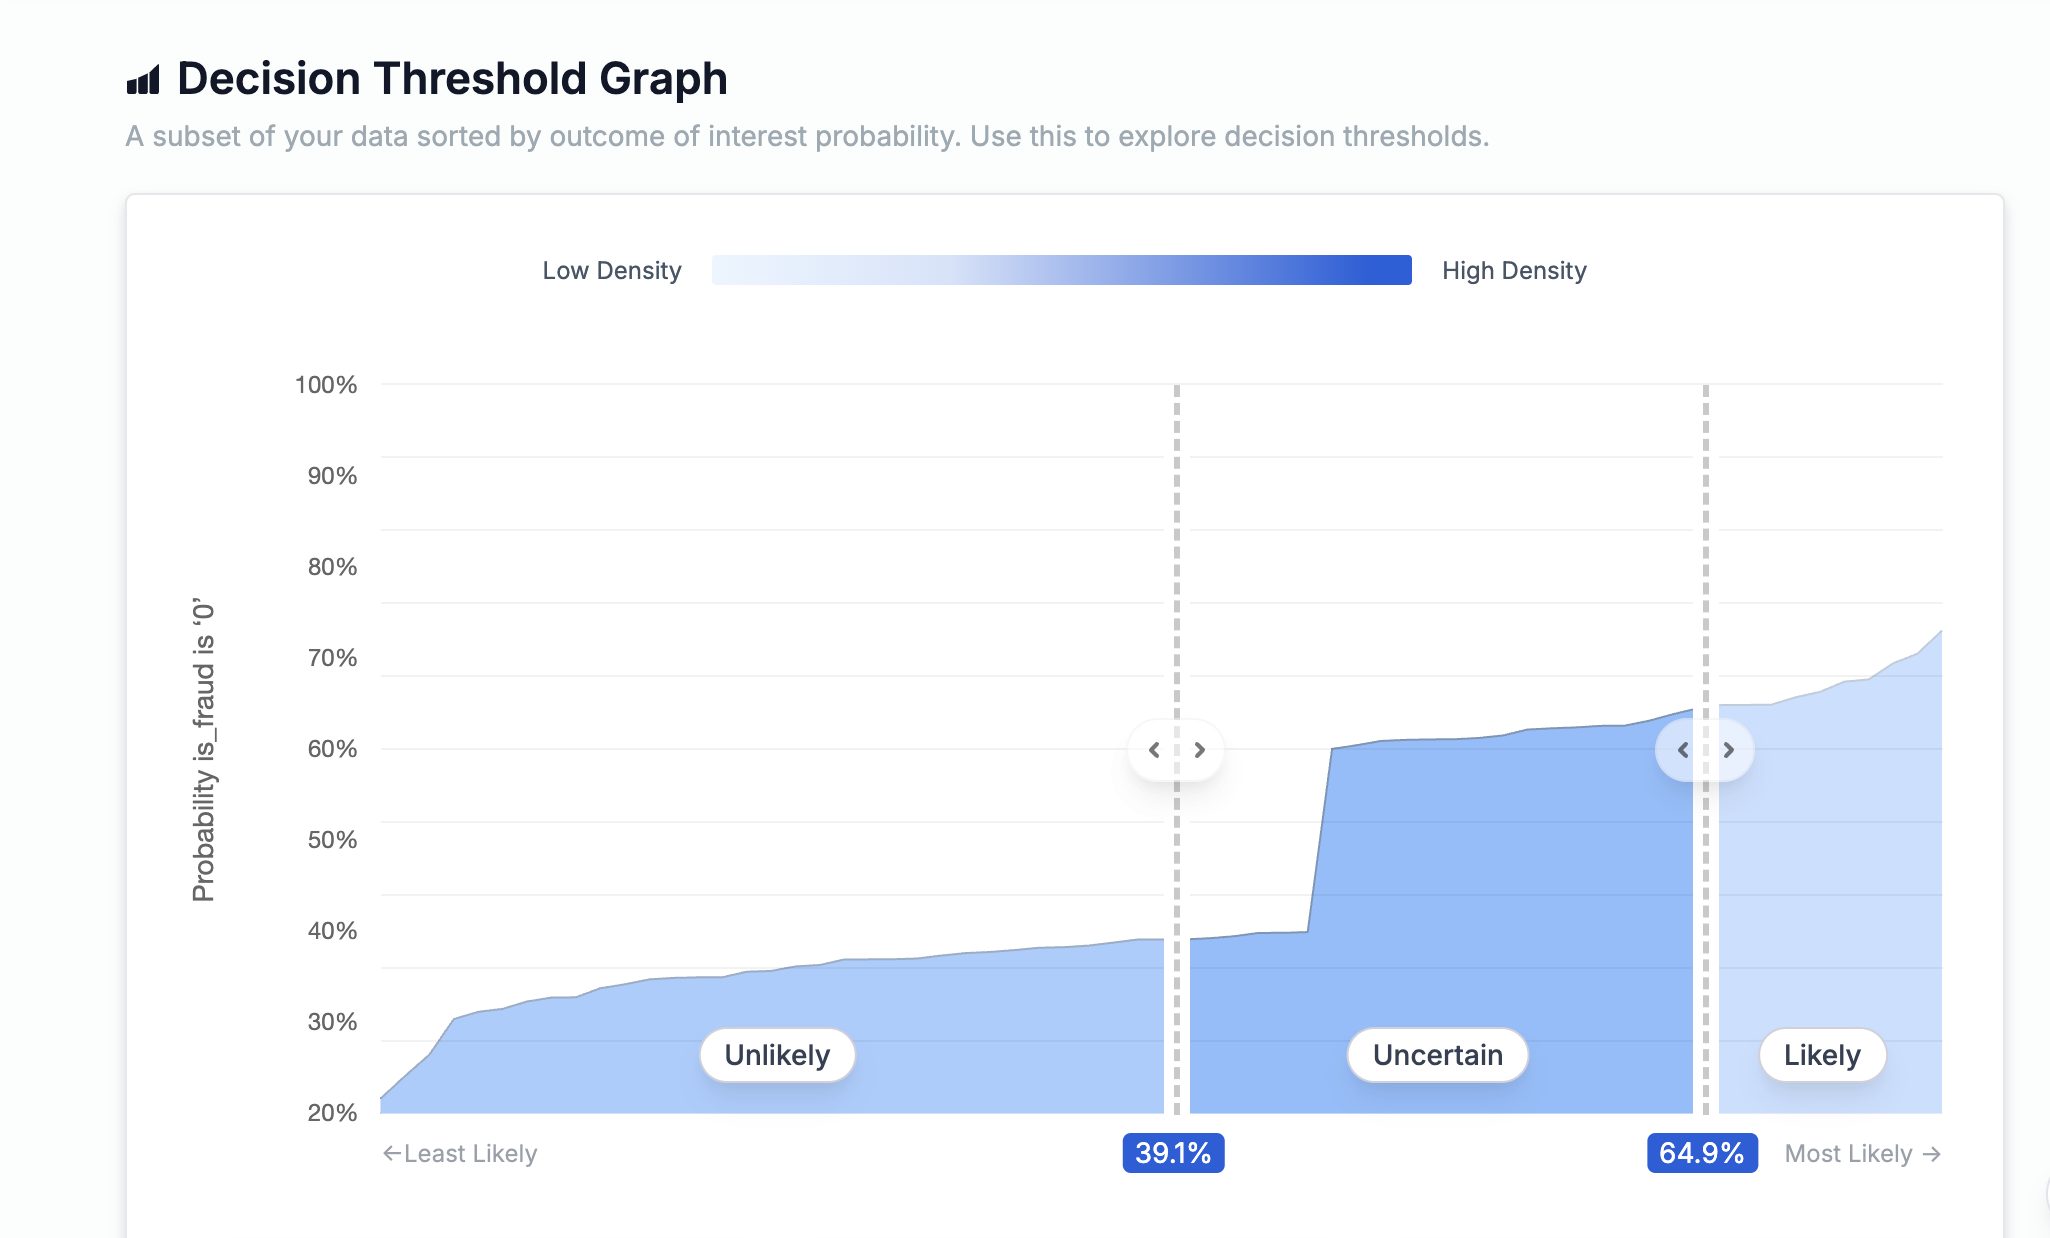 Decision Threshold Graph
A subset of your data sorted by outcome of interest probability. Use this to explore decision thresholds.
Low Density
High Density
100%
90%
80%
70%
60%
50%
40%
30%
20%
Probability is_fraud is ‘0’
Unlikely
Uncertain
Likely
←Least Likely
39.1%
64.9%
Most Likely →